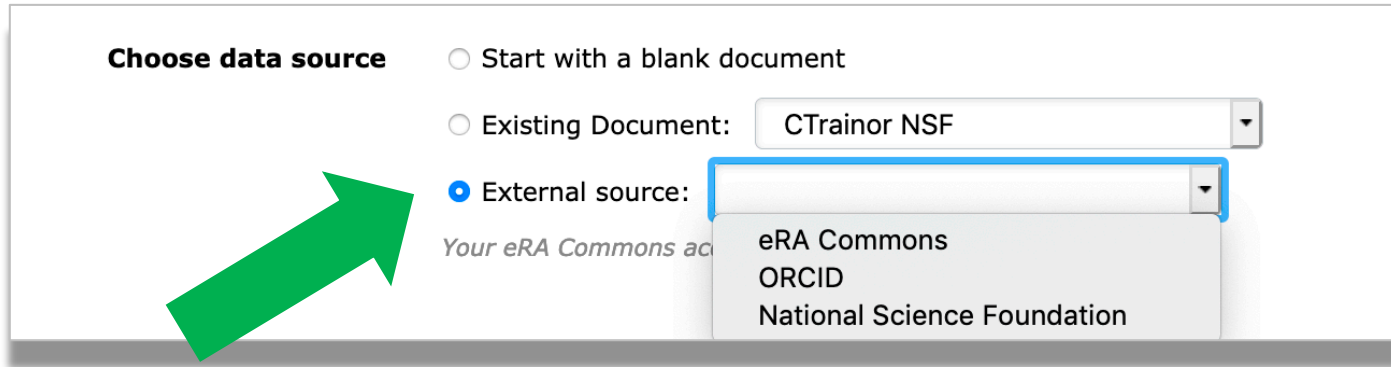 Choose data source
Start with a blank document
Existing Document: CTrainor NSF
External source:
Your eRA Commons
eRA Commons
ORCID
National Science Foundation